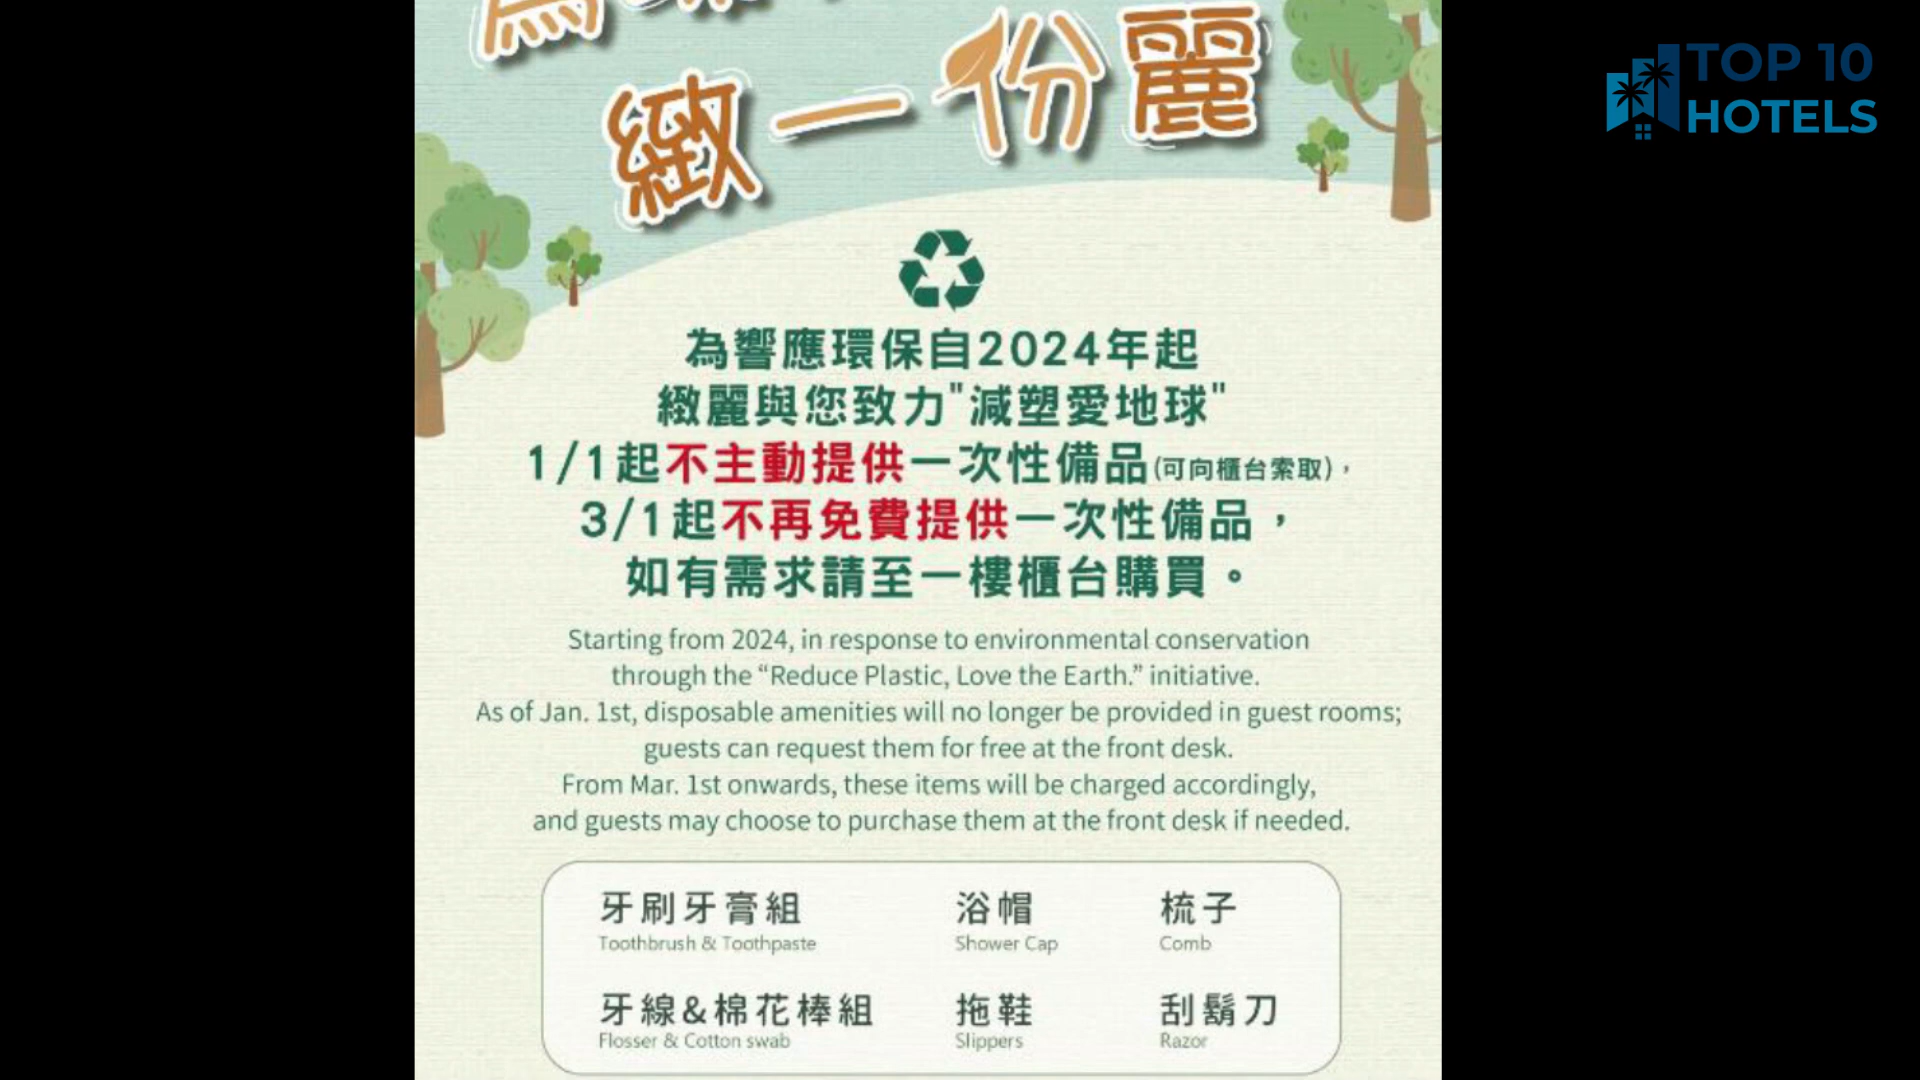 緻一份麗
TOP 10
HOTELS
為響應環保自2024年起
緻麗與您致力"減塑愛地球"
1/1起不主動提供一次性備品(可向櫃台索取)，
3/1起不再免費提供一次性備品，
如有需求請至一樓櫃台購買。
Starting from 2024, in response to environmental conservation
through the “Reduce Plastic, Love the Earth.” initiative.
As of Jan. 1st, disposable amenities will no longer be provided in guest rooms;
guests can request them for free at the front desk.
From Mar. 1st onwards, these items will be charged accordingly,
and guests may choose to purchase them at the front desk if needed.
牙刷牙膏組 浴帽 梳子
Toothbrush & Toothpaste Shower Cap Comb
牙線&棉花棒組 拖鞋 刮鬍刀
Flosser & Cotton swab Slippers Razor